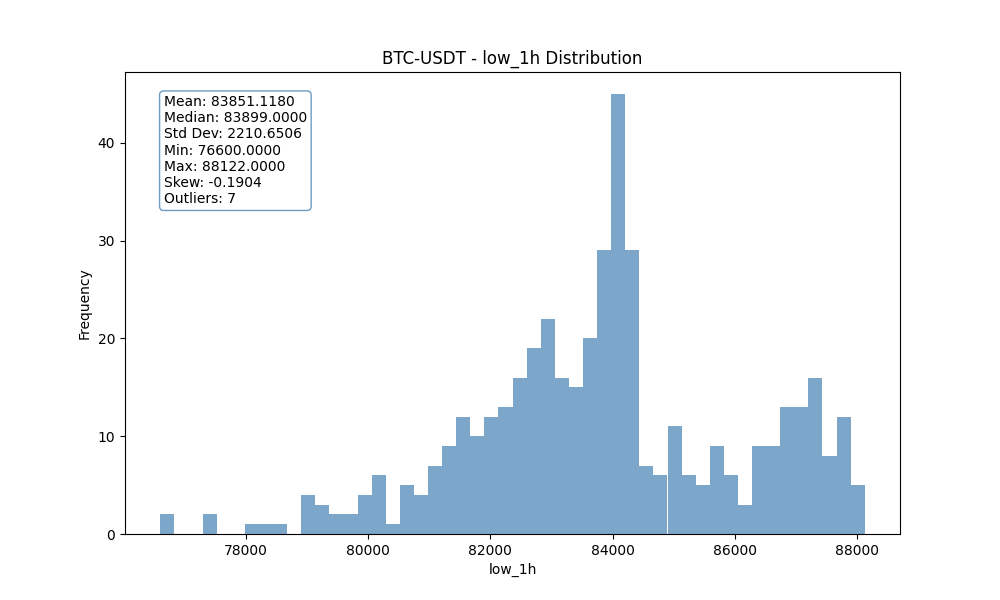 BTC-USDT - low_1h Distribution
Mean: 83851.1180
Median: 83899.0000
Std Dev: 2210.6506
Min: 76600.0000
Max: 88122.0000
Skew: -0.1904
Outliers: 7
Frequency
40
30
20
10
0
78000 80000 82000 84000 86000 88000
low_1h